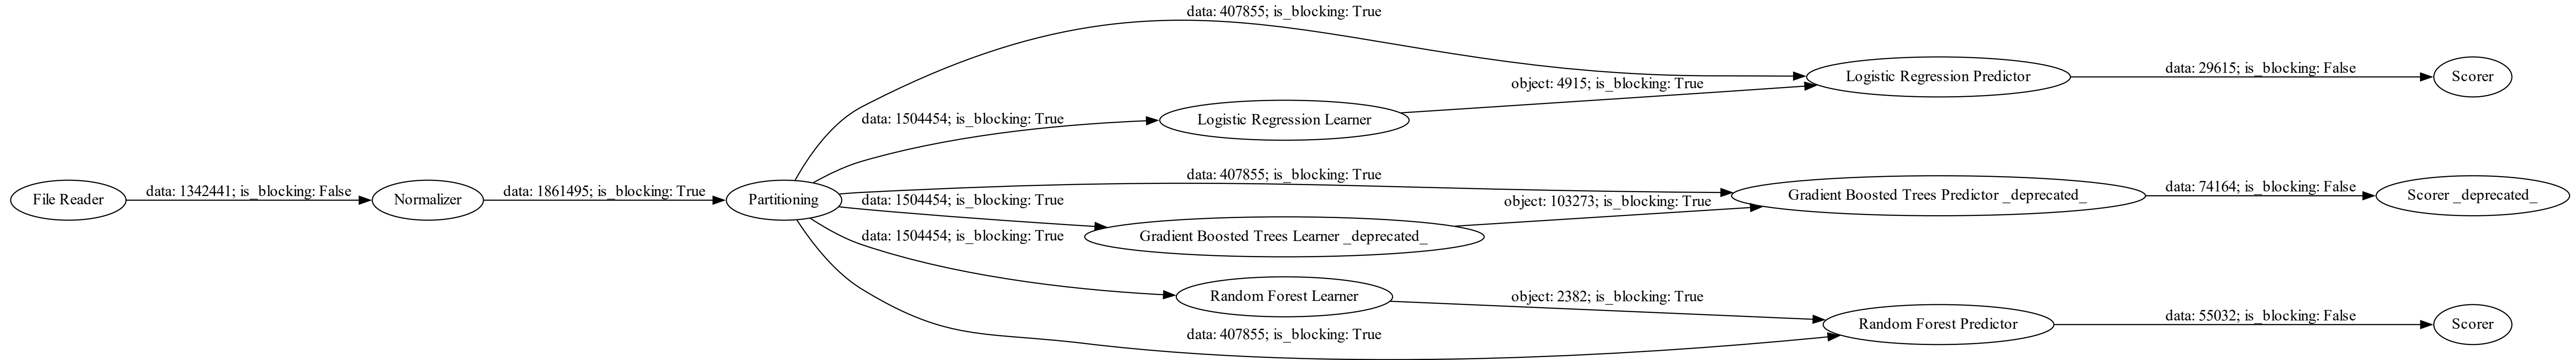 data: 407855; is_blocking: True
Logistic Regression Predictor
data: 29615; is_blocking: False
Scorer
object: 4915; is_blocking: True
data: 1504454; is_blocking: True
Logistic Regression Learner
File Reader
data: 1342441; is_blocking: False
Normalizer
data: 1861495; is_blocking: True
Partitioning
data: 407855; is_blocking: True
data: 1504454; is_blocking: True
object: 103273; is_blocking: True
Gradient Boosted Trees Predictor _deprecated_
data: 74164; is_blocking: False
Scorer _deprecated_
Gradient Boosted Trees Learner _deprecated_
data: 1504454; is_blocking: True
Random Forest Learner
object: 2382; is_blocking: True
data: 407855; is_blocking: True
Random Forest Predictor
data: 55032; is_blocking: False
Scorer